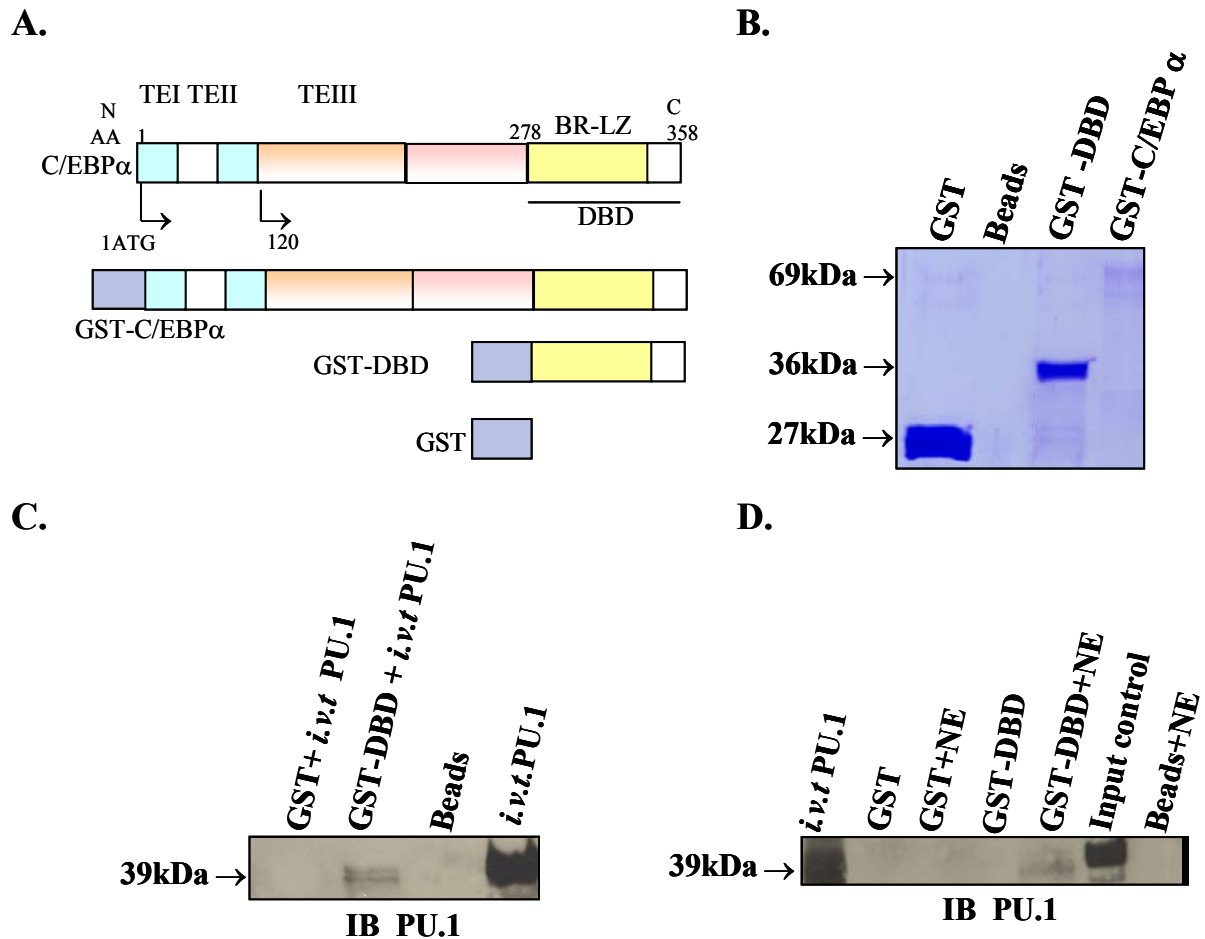 A.
TEI TEII TEIII
N
AA 1 278 BR-LZ C 358
C/EBPα
DBD
1ATG 120
GST-C/EBPα
GST-DBD
GST
B.
GST
Beads
GST -DBD
GST-C/EBP α
69kDa →
36kDa →
27kDa →
C.
GST+ i.v.t PU.1
GST-DBD + i.v.t PU.1
Beads
i.v.t.PU.1
39kDa →
IB PU.1
D.
i.v.t PU.1
GST
GST+NE
GST-DBD
GST-DBD+NE
Input control
Beads+NE
39kDa →
IB PU.1